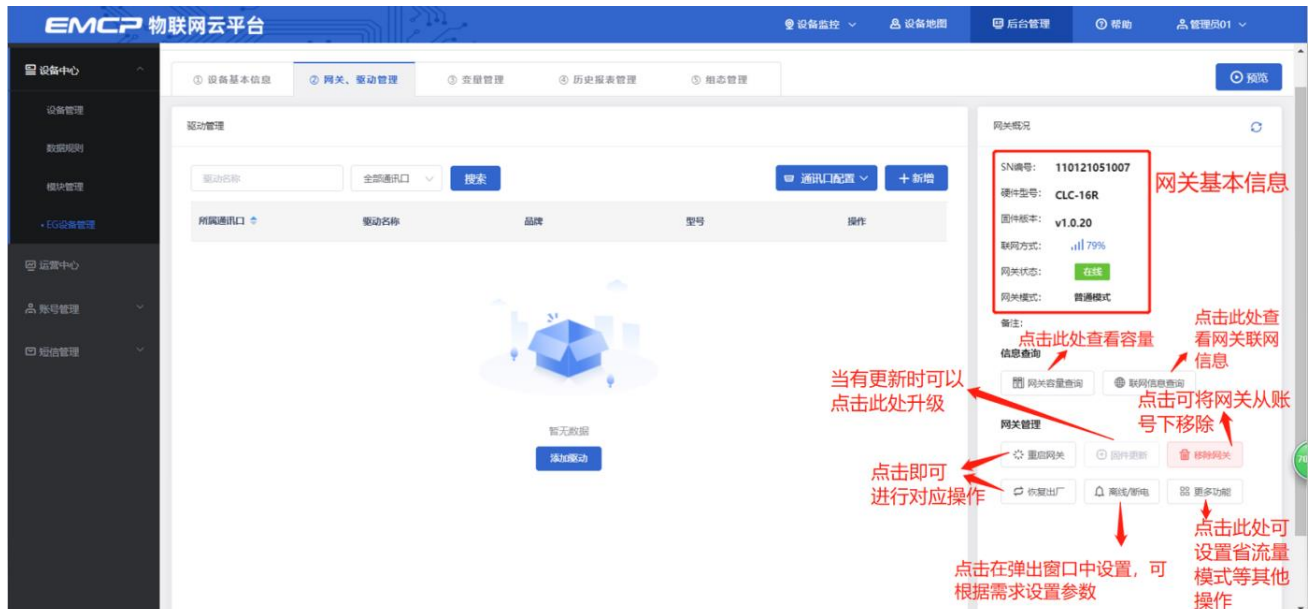 EMCP 物联网云平台
设备监控
设备地图
后台管理
帮助
管理员01
设备中心
设备管理
数据规则
模块管理
EG设备管理
运营中心
账号管理
短信管理
① 设备基本信息
② 网关、驱动管理
③ 变量管理
④ 历史报表管理
⑤ 组态管理
预览
驱动管理
驱动名称
全部通讯口
搜索
通讯口配置
+ 新增
所属通讯口
驱动名称
品牌
型号
操作
暂无数据
添加驱动
网关概况
SN编号: 110121051007
硬件型号: CLC-16R
固件版本: v1.0.20
联网方式: 79%
网关状态: 在线
网关模式: 普通模式
网关基本信息
备注:
点击此处查看容量
点击此处查
看网关联网
信息
信息查询
网关容量查询
联网信息查询
当有更新时可以
点击此处升级
点击可将网关从账
号下移除
网关管理
重启网关
固件更新
移除网关
点击即可
进行对应操作
恢复出厂
离线/断电
更多功能
点击在弹出窗口中设置，可
根据需求设置参数
点击此处可
设置省流量
模式等其他
操作